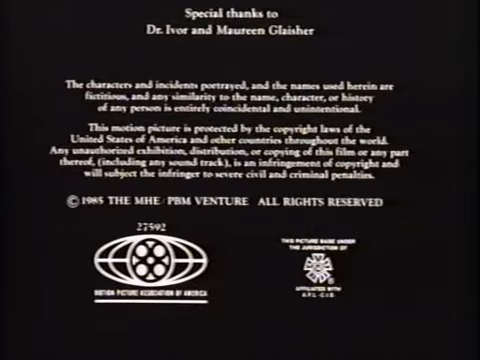 Special thanks to
Dr. Ivor and Maureen Glaisher
The characters and incidents portrayed, and the names used herein are
fictitious, and any similarity to the name, character, or history
of any person is entirely coincidental and unintentional.
This motion picture is protected by the copyright laws of the
United States of America and other countries throughout the world.
Any unauthorized exhibition, distribution, or copying of this film or any part
thereof, (including any sound track), is an infringement of copyright and
will subject the infringer to severe civil and criminal penalties.
© 1985 THE MHE/PBM VENTURE ALL RIGHTS RESERVED
27592
MOTION PICTURE ASSOCIATION OF AMERICA
THIS PICTURE MADE UNDER
THE JURISDICTION OF
®
AFFILIATED WITH
A.F.L.-C.I.O.